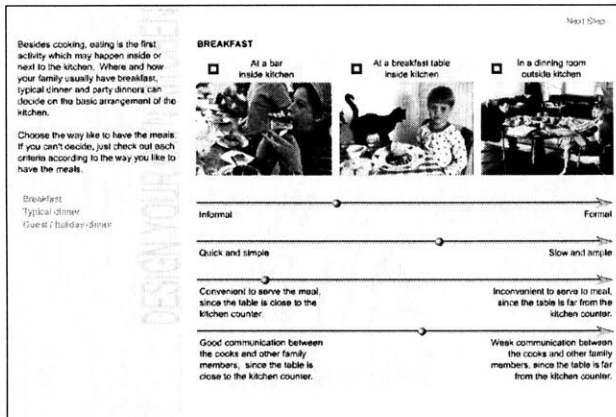 Next Step
Besides cooking, eating is the first
activity which may happen inside or
next to the kitchen. Where and how
your family usually have breakfast,
typical dinner and party dinners can
decide on the basic arrangement of the
kitchen.
Choose the way like to have the meals.
If you can't decide, just check out each
criteria according to the way you like to
have the meals.
Breakfast
Typical dinner
Guest / holiday dinner
DESIGN YOUR
BREAKFAST
At a bar
inside kitchen
At a breakfast table
inside kitchen
In a dinning room
outside kitchen
Informal
Formal
Quick and simple
Slow and ample
Convenient to serve the meal,
since the table is close to the
kitchen counter.
Inconvenient to serve to meal,
since the table is far from the
kitchen counter.
Good communication between
the cooks and other family
members, since the table is
close to the kitchen counter.
Weak communication between
the cooks and other family
members, since the table is far
from the kitchen counter.